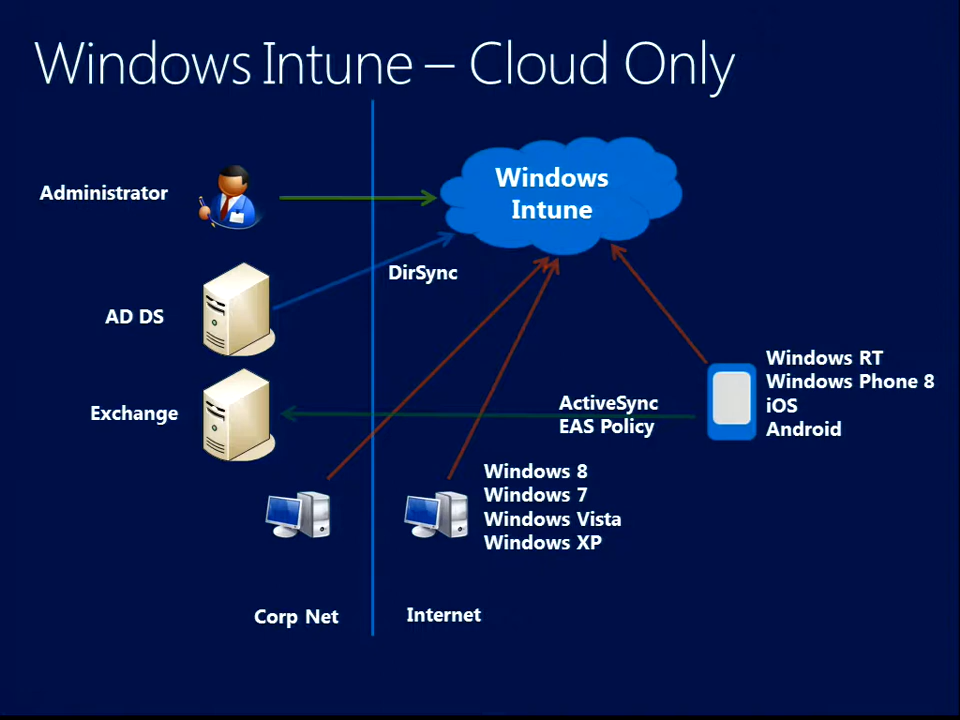 Windows Intune – Cloud Only
Administrator
Windows
Intune
DirSync
AD DS
Exchange
ActiveSync
EAS Policy
Windows RT
Windows Phone 8
iOS
Android
Windows 8
Windows 7
Windows Vista
Windows XP
Corp Net
Internet